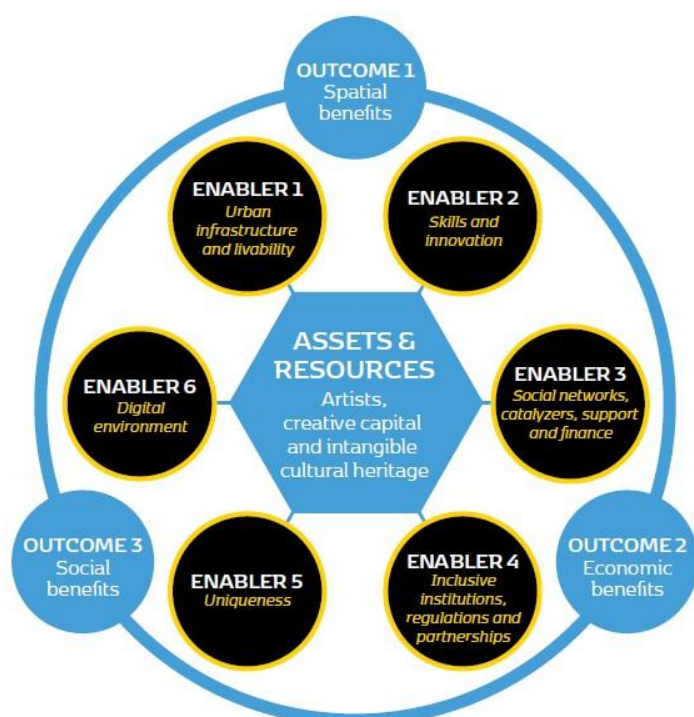 OUTCOME 1
Spatial
benefits
ENABLER 1
Urban
infrastructure
and livability
ENABLER 2
Skills and
innovation
ASSETS &
RESOURCES
Artists,
creative capital
and intangible
cultural heritage
ENABLER 6
Digital
environment
ENABLER 3
Social networks,
catalyzers, support
and finance
OUTCOME 3
Social
benefits
ENABLER 5
Uniqueness
ENABLER 4
Inclusive
institutions,
regulations and
partnerships
OUTCOME 2
Economic
benefits